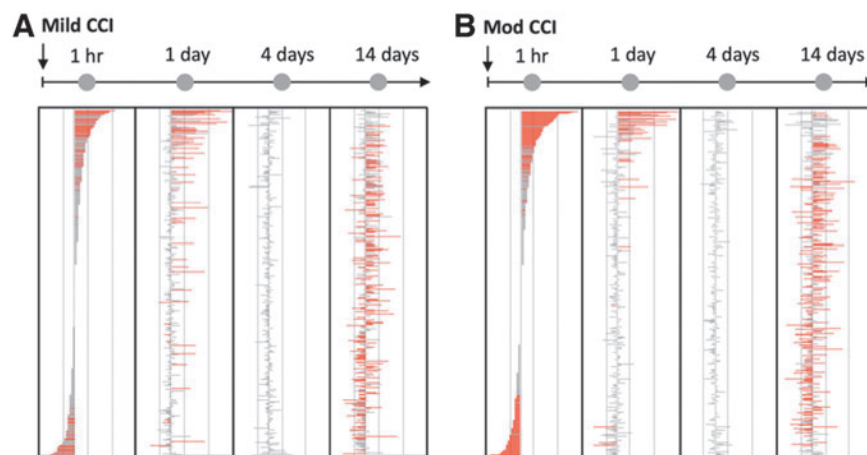 A Mild CCI
1 hr 1 day 4 days 14 days
B Mod CCI
1 hr 1 day 4 days 14 days